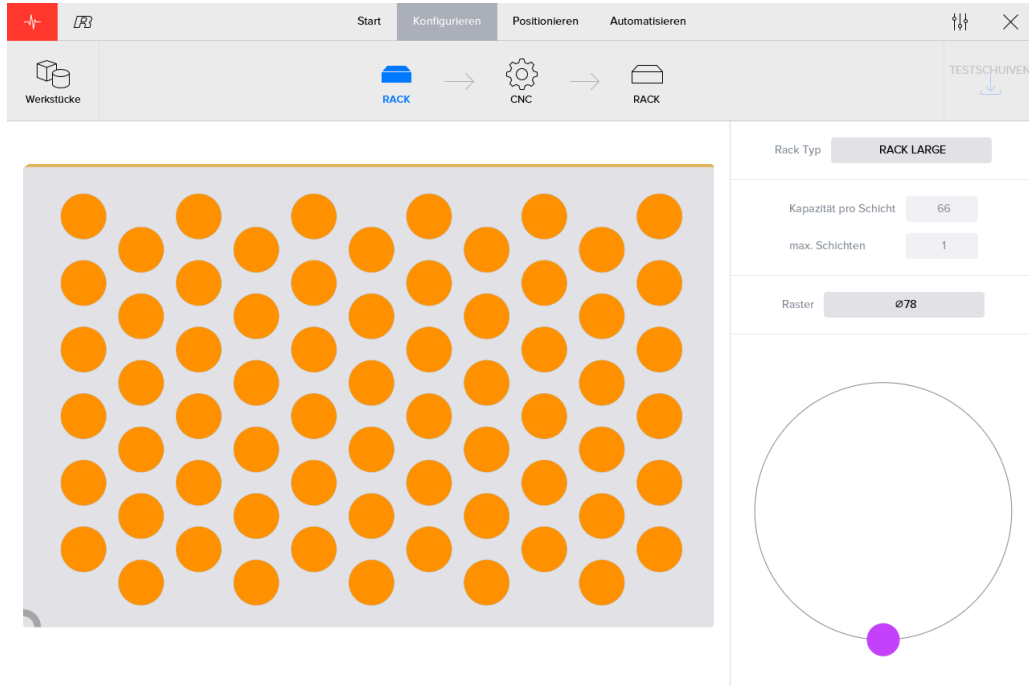 Start
Konfigurieren
Positionieren
Automatisieren
Werkstücke
RACK
CNC
RACK
TESTSCHUIVEN
Rack Typ RACK LARGE
Kapazität pro Schicht 66
max. Schichten 1
Raster ⌀78